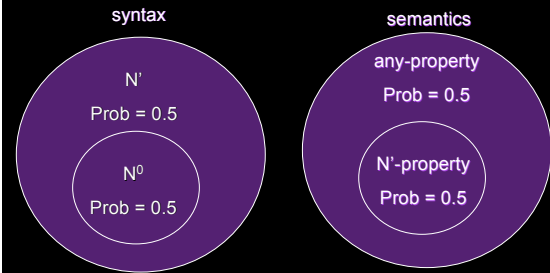 syntax
N’
Prob = 0.5
N⁰
Prob = 0.5
semantics
any-property
Prob = 0.5
N’-property
Prob = 0.5